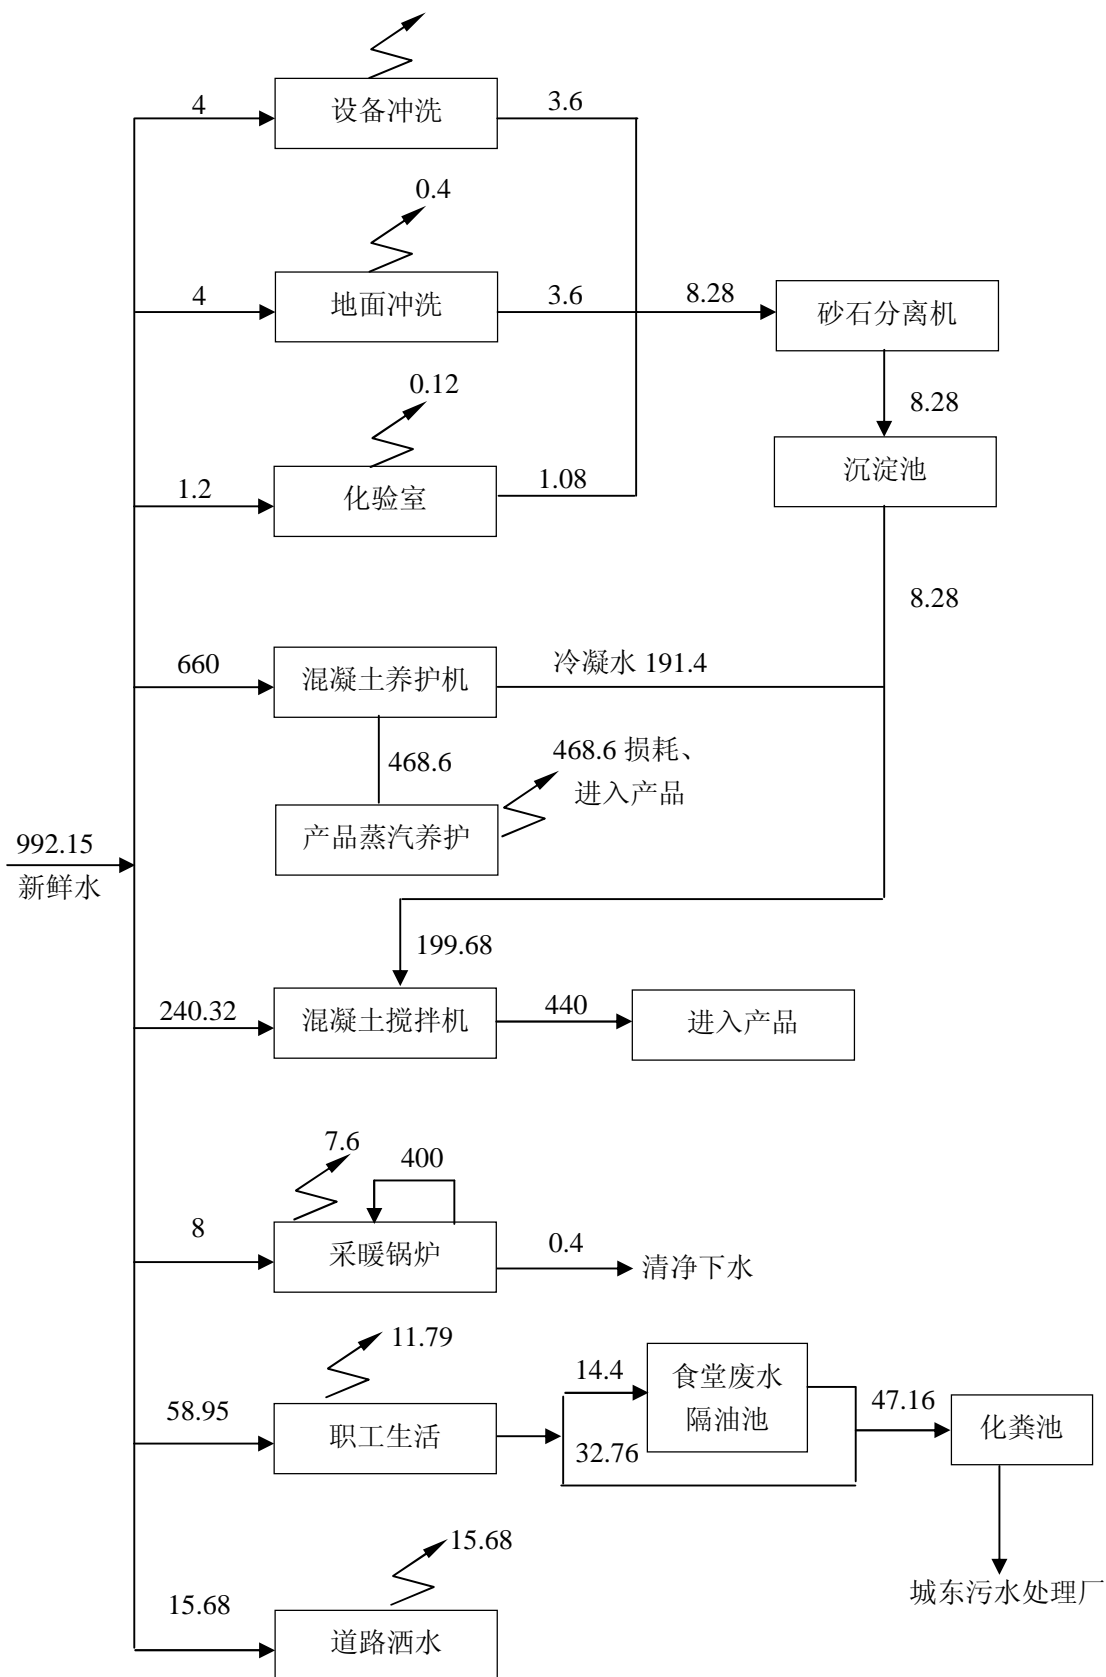 4
设备冲洗
3.6
0.4
4
地面冲洗
3.6
8.28
砂石分离机
0.12
8.28
1.2
化验室
1.08
沉淀池
8.28
660
混凝土养护机
冷凝水 191.4
468.6
468.6 损耗、
进入产品
产品蒸汽养护
992.15
新鲜水
199.68
240.32
混凝土搅拌机
440
进入产品
7.6
400
8
采暖锅炉
0.4
清净下水
11.79
58.95
职工生活
14.4
食堂废水
隔油池
32.76
47.16
化粪池
15.68
15.68
道路洒水
城东污水处理厂